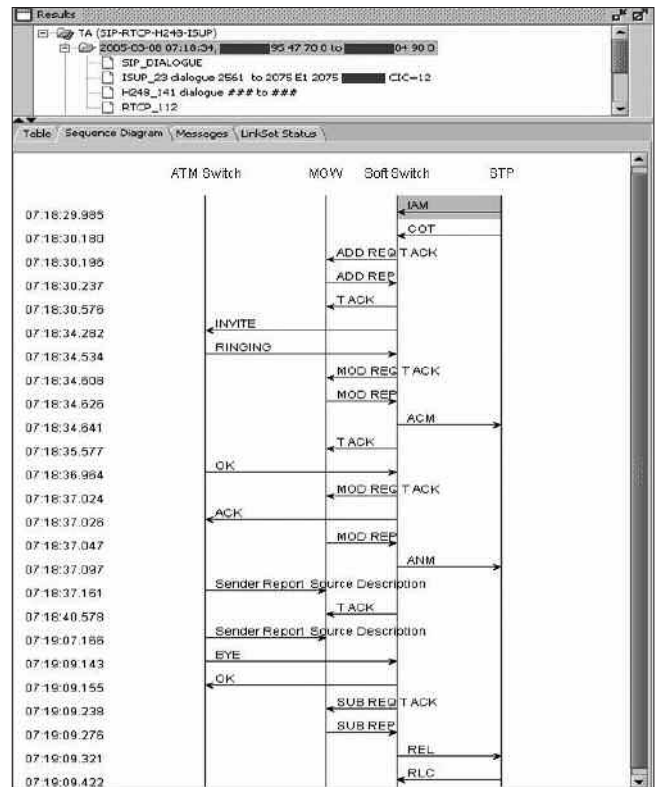 Results
TA (SIP-RTCP-H248-ISUP)
2005-03-08 07:18:34, 95 47 70 0 to 04 90 0
SIP_DIALOGUE
ISUP_23 dialogue 2561 to 2075 E1 2075 CIC=12
H248_141 dialogue ### to ###
RTCP_112
Table Sequence Diagram Messages LinkSet Status
ATM Switch MGW Soft Switch STP
07:18:29.985 IAM
07:18:30.180 COT
07:18:30.196 ADD REQ T ACK
07:18:30.237 ADD REP
07:18:30.576 T ACK
07:18:34.282 INVITE
07:18:34.534 RINGING
07:18:34.608 MOD REQ T ACK
07:18:34.626 MOD REP
07:18:34.641 ACM
07:18:35.577 T ACK
07:18:36.964 OK
07:18:37.024 MOD REQ T ACK
07:18:37.026 ACK
07:18:37.047 MOD REP
07:18:37.097 ANM
07:18:37.161 Sender Report Source Description
07:18:40.578 T ACK
07:19:07.166 Sender Report Source Description
07:19:09.143 BYE
07:19:09.155 OK
07:19:09.238 SUB REQ T ACK
07:19:09.276 SUB REP
07:19:09.321 REL
07:19:09.422 RLC